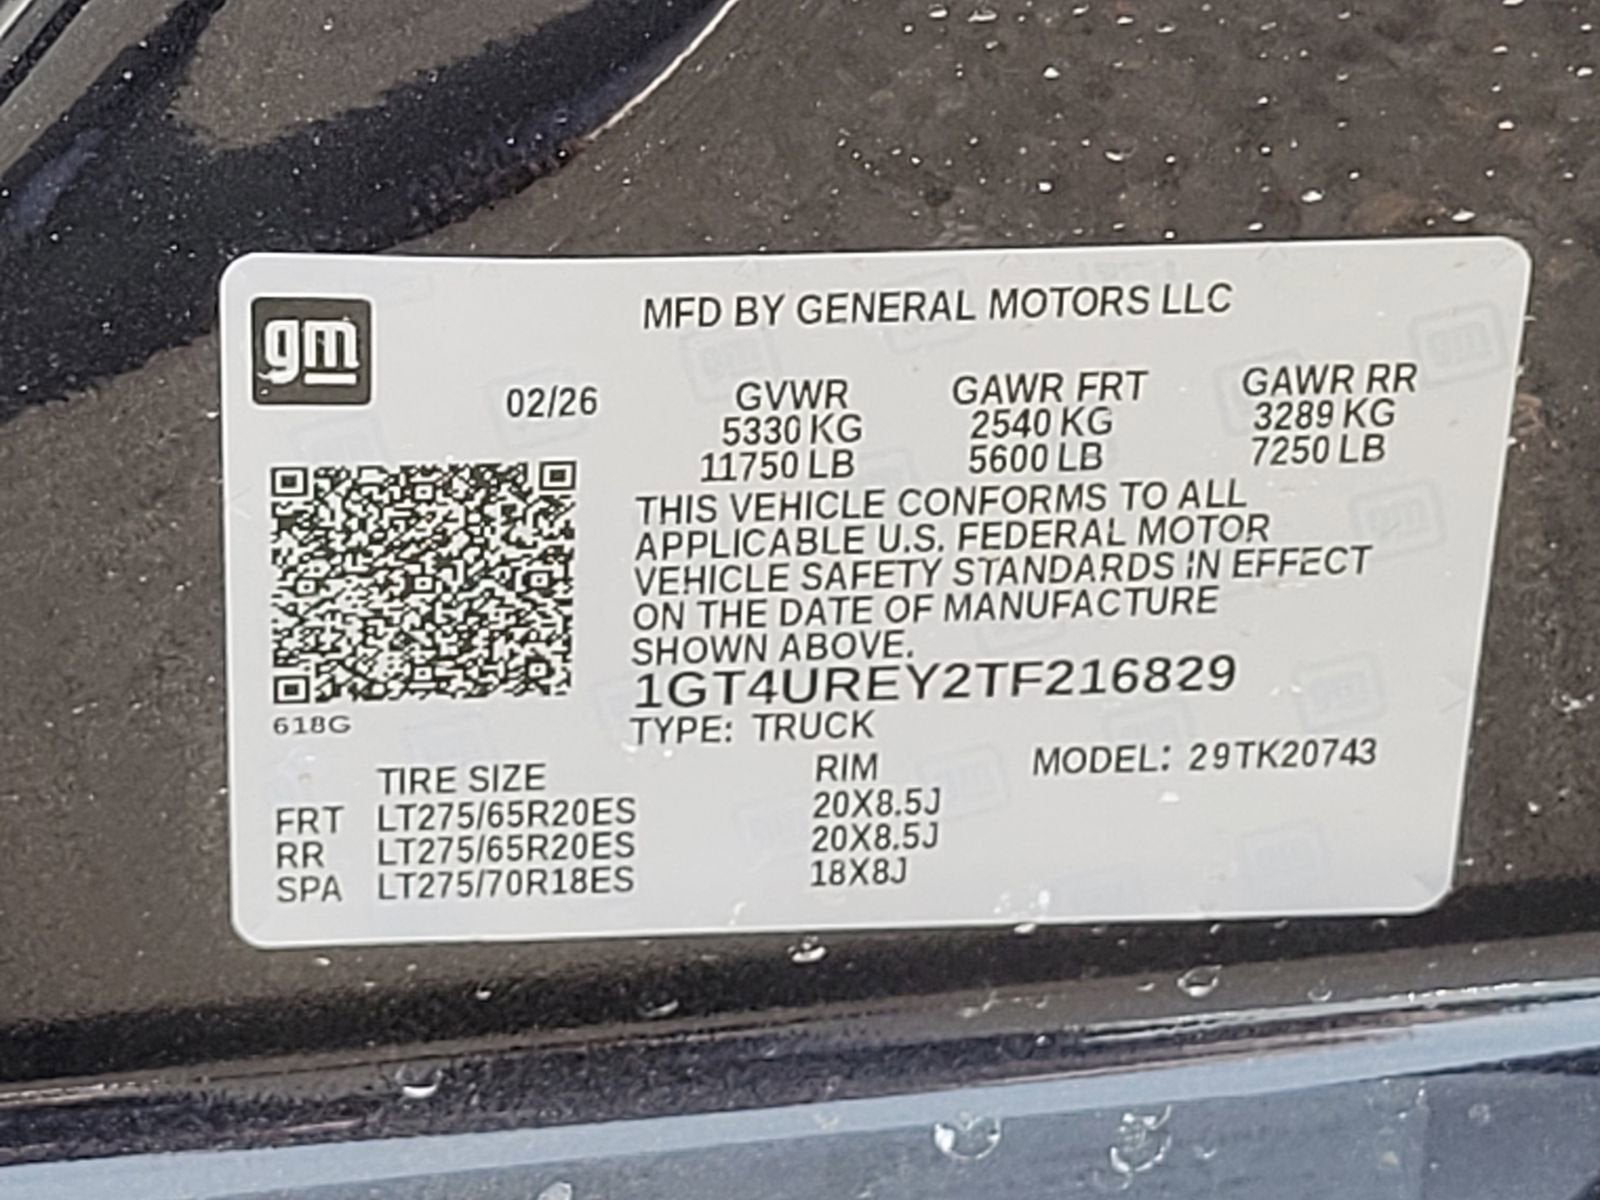 gm
MFD BY GENERAL MOTORS LLC
02/26 GVWR GAWR FRT GAWR RR
5330 KG 2540 KG 3289 KG
11750 LB 5600 LB 7250 LB
THIS VEHICLE CONFORMS TO ALL
APPLICABLE U.S. FEDERAL MOTOR
VEHICLE SAFETY STANDARDS IN EFFECT
ON THE DATE OF MANUFACTURE
SHOWN ABOVE.
1GT4UREY2TF216829
618G
TYPE: TRUCK
TIRE SIZE RIM MODEL: 29TK20743
FRT LT275/65R20ES 20X8.5J
RR LT275/65R20ES 20X8.5J
SPA LT275/70R18ES 18X8J